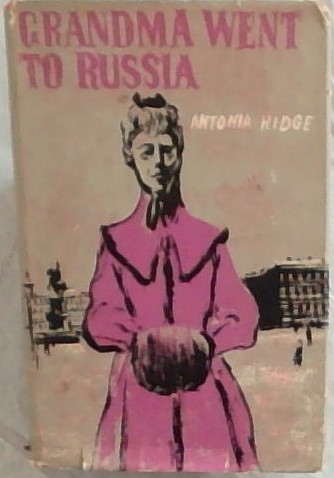 GRANDMA WENT
TO RUSSIA
ANTONIA RIDGE